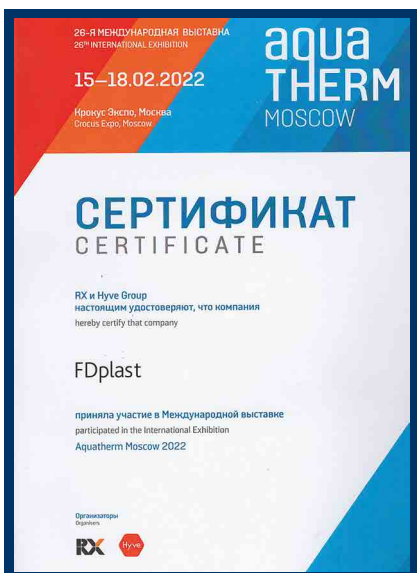 26-Я МЕЖДУНАРОДНАЯ ВЫСТАВКА
26TH INTERNATIONAL EXHIBITION
15–18.02.2022
Крокус Экспо, Москва
Crocus Expo, Moscow
aqua
THERM
MOSCOW
СЕРТИФИКАТ
CERTIFICATE
RX и Hyve Group
настоящим удостоверяют, что компания
hereby certify that company
FDplast
приняла участие в Международной выставке
participated in the International Exhibition
Aquatherm Moscow 2022
Организаторы
Organisers
RX Hyve